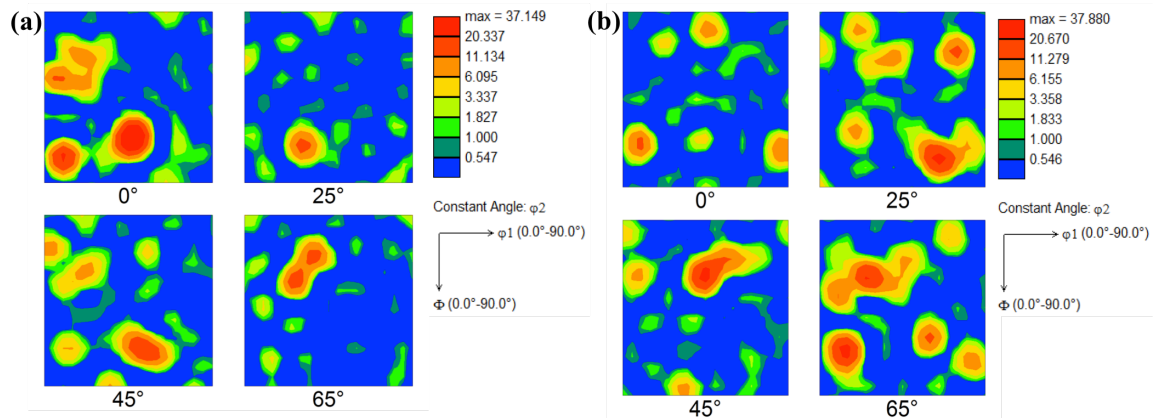 (a)
0°
25°
45°
65°
max = 37.149
20.337
11.134
6.095
3.337
1.827
1.000
0.547
Constant Angle: φ2
φ1 (0.0°-90.0°)
Φ (0.0°-90.0°)
(b)
0°
25°
45°
65°
max = 37.880
20.670
11.279
6.155
3.358
1.833
1.000
0.546
Constant Angle: φ2
φ1 (0.0°-90.0°)
Φ (0.0°-90.0°)